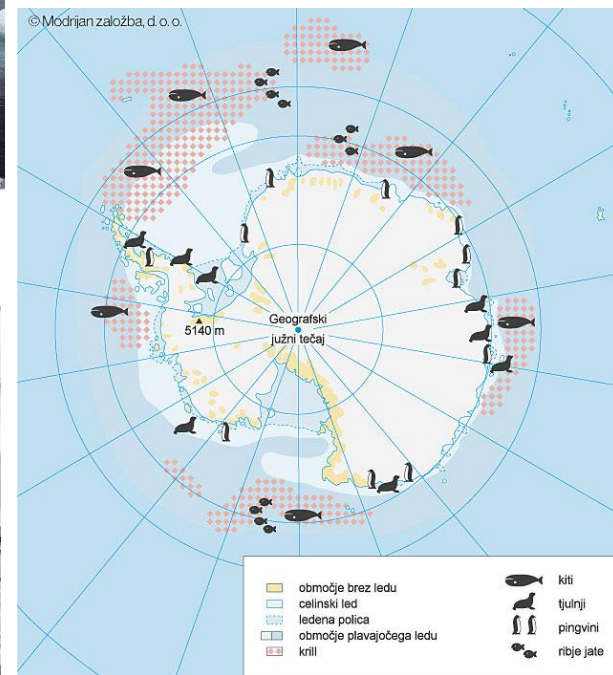 © Modrijan založba, d. o. o.
Geografski
južni tečaj
5140 m
območje brez ledu
celinski led
ledena polica
območje plavajočega ledu
krill
kiti
tjulnji
pingvini
ribje jate